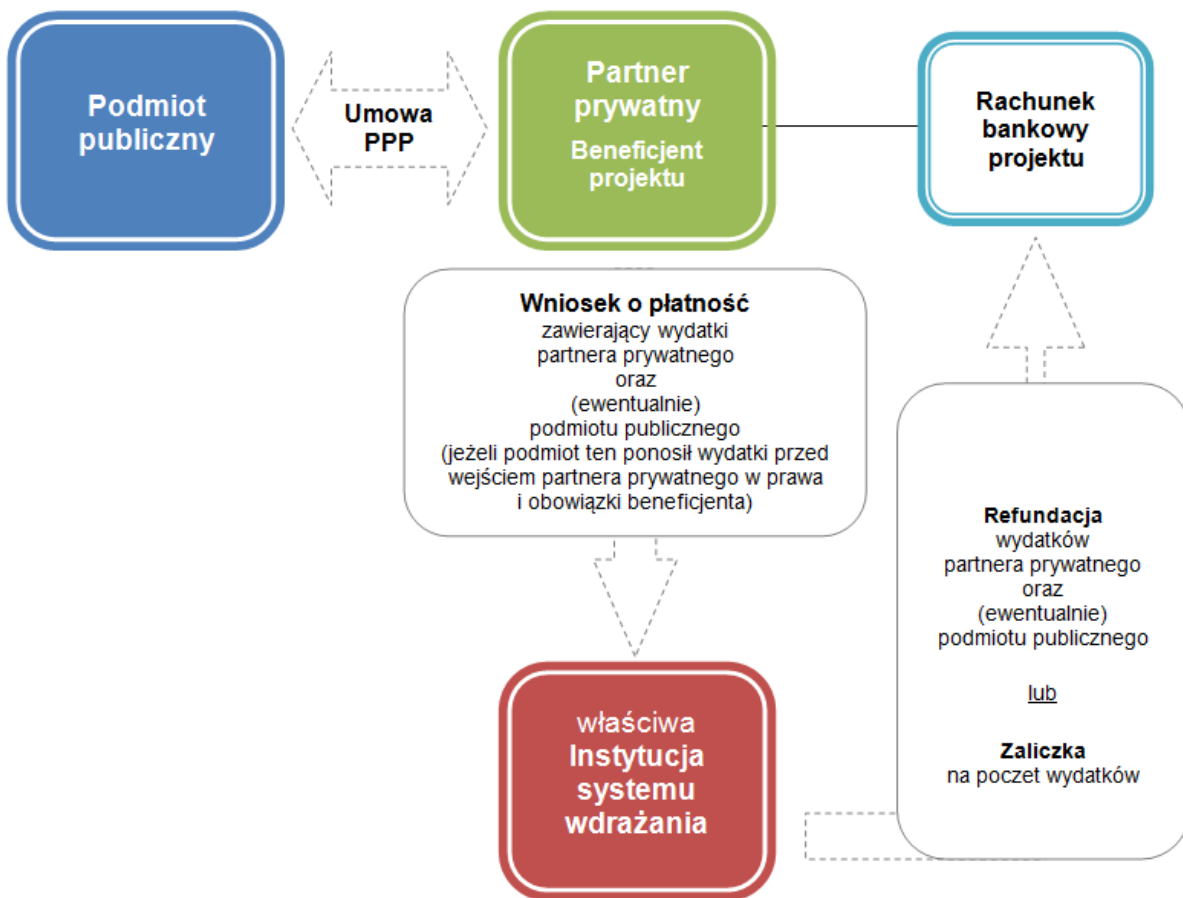 Podmiot
publiczny
Umowa
PPP
Partner
prywatny
Beneficjent
projektu
Rachunek
bankowy
projektu
Wniosek o płatność
zawierający wydatki
partnera prywatnego
oraz
(ewentualnie)
podmiotu publicznego
(jeżeli podmiot ten ponosił wydatki przed
wejściem partnera prywatnego w prawa
i obowiązki beneficjenta)
Refundacja
wydatków
partnera prywatnego
oraz
(ewentualnie)
podmiotu publicznego
lub
Zaliczka
na poczet wydatków
właściwa
Instytucja
systemu
wdrażania